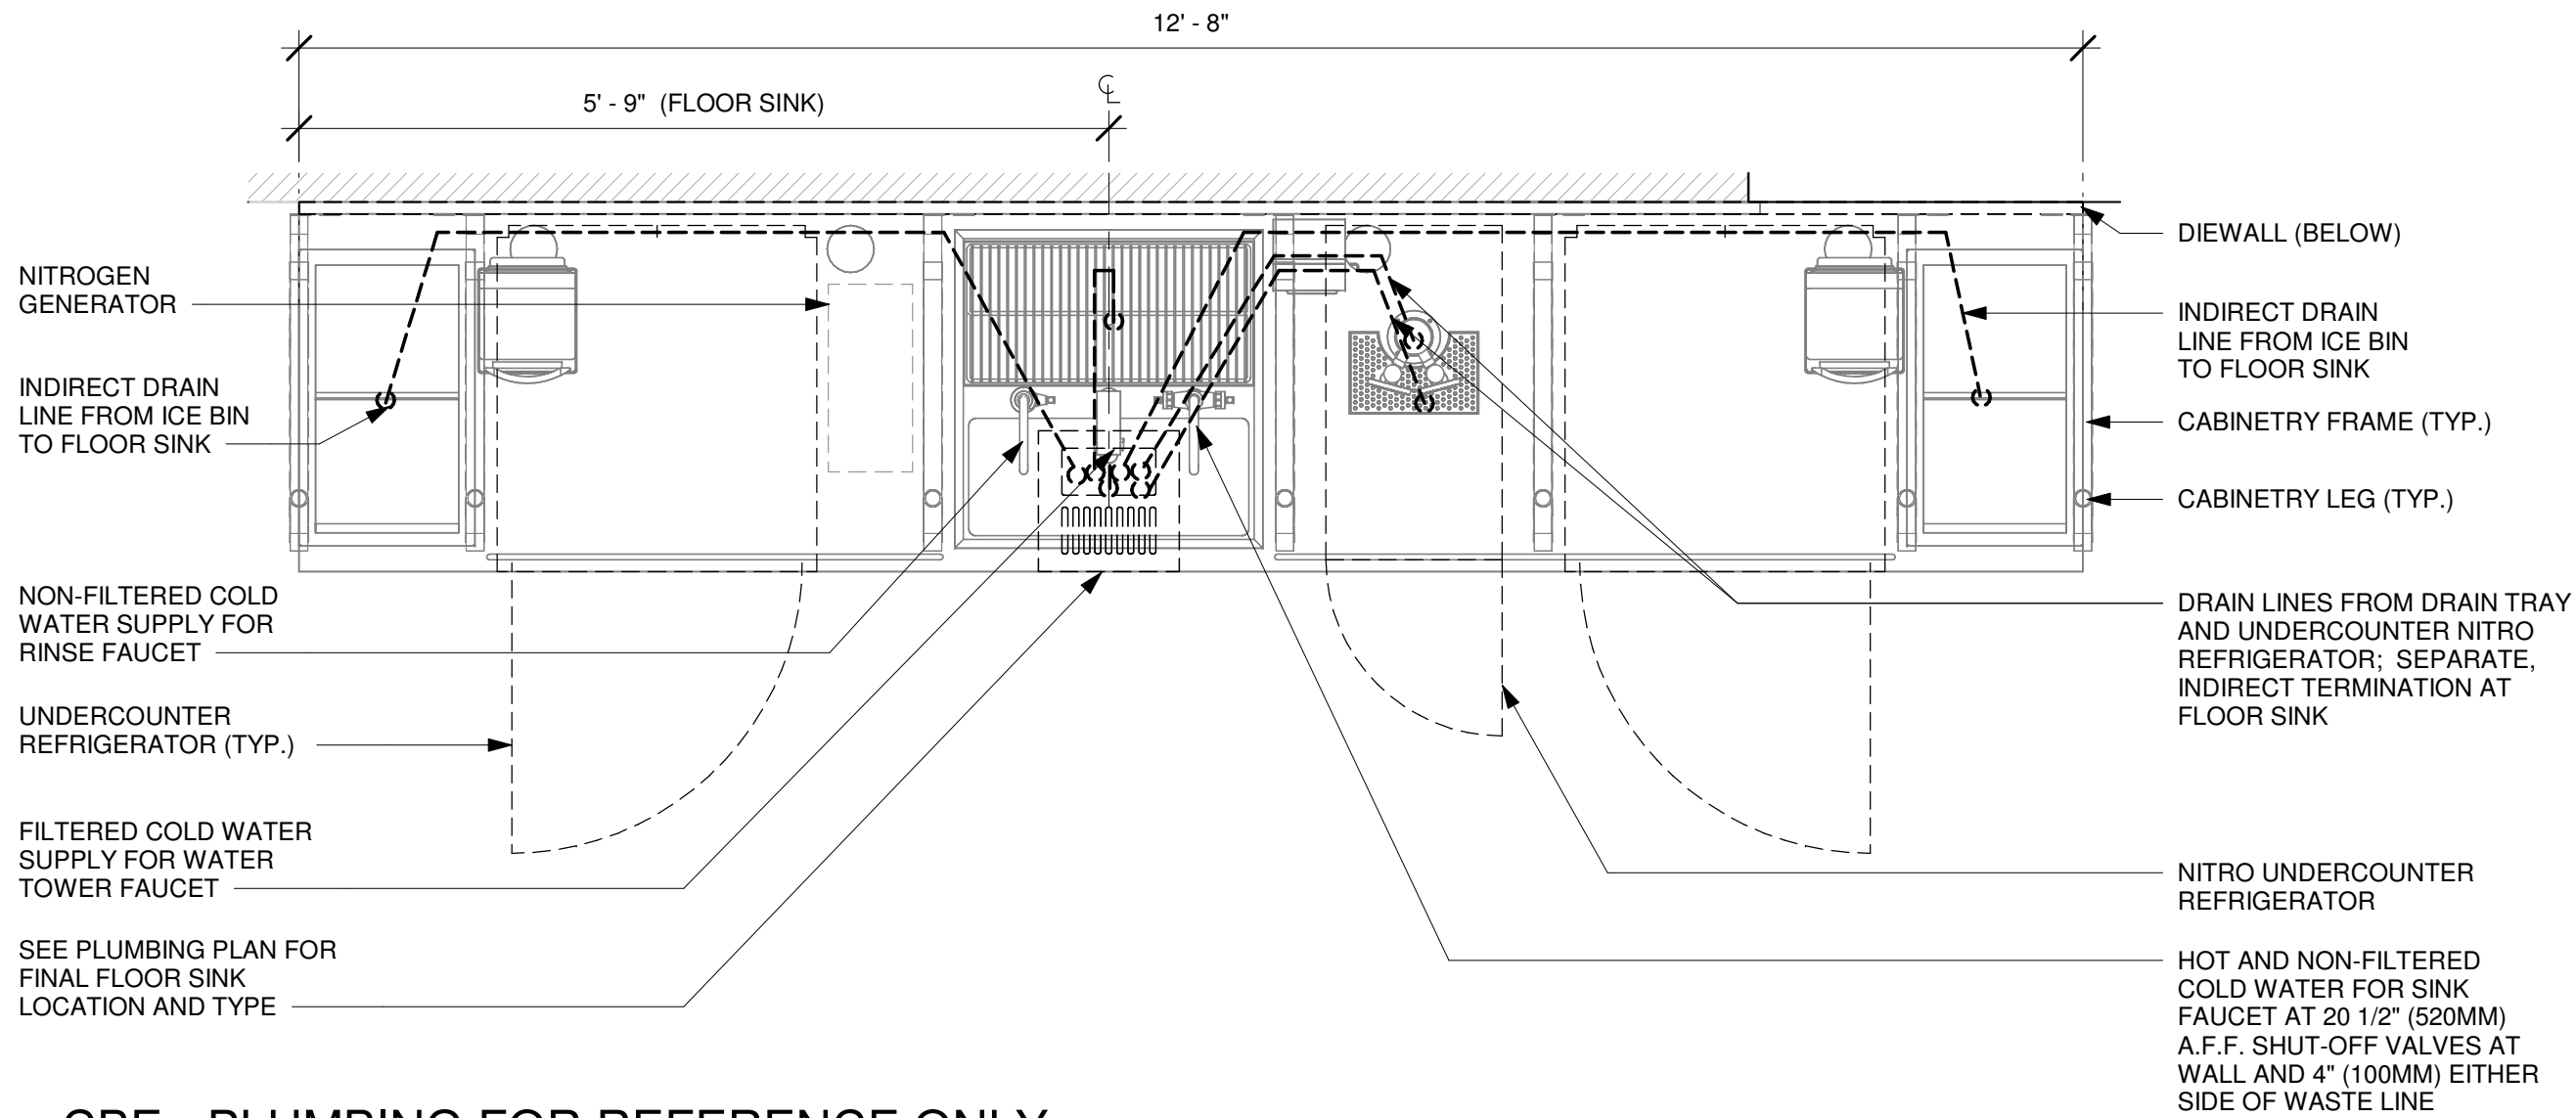 12' - 8"
5' - 9" (FLOOR SINK)
NITROGEN
GENERATOR
INDIRECT DRAIN
LINE FROM ICE BIN
TO FLOOR SINK
NON-FILTERED COLD
WATER SUPPLY FOR
RINSE FAUCET
UNDERCOUNTER
REFRIGERATOR (TYP.)
FILTERED COLD WATER
SUPPLY FOR WATER
TOWER FAUCET
SEE PLUMBING PLAN FOR
FINAL FLOOR SINK
LOCATION AND TYPE
DIEWALL (BELOW)
INDIRECT DRAIN
LINE FROM ICE BIN
TO FLOOR SINK
CABINETRY FRAME (TYP.)
CABINETRY LEG (TYP.)
DRAIN LINES FROM DRAIN TRAY
AND UNDERCOUNTER NITRO
REFRIGERATOR; SEPARATE,
INDIRECT TERMINATION AT
FLOOR SINK
NITRO UNDERCOUNTER
REFRIGERATOR
HOT AND NON-FILTERED
COLD WATER FOR SINK
FAUCET AT 20 1/2" (520MM)
A.F.F. SHUT-OFF VALVES AT
WALL AND 4" (100MM) EITHER
SIDE OF WASTE LINE
PLUMBING FOR REFERENCE ONLY